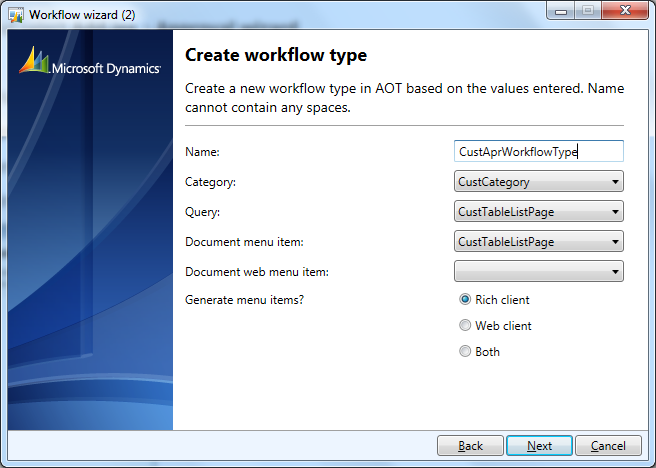 Workflow wizard (2)
Microsoft Dynamics
Create workflow type
Create a new workflow type in AOT based on the values entered. Name
cannot contain any spaces.
Name: CustAprWorkflowType
Category: CustCategory
Query: CustTableListPage
Document menu item: CustTableListPage
Document web menu item:
Generate menu items? Rich client
Web client
Both
Back Next Cancel